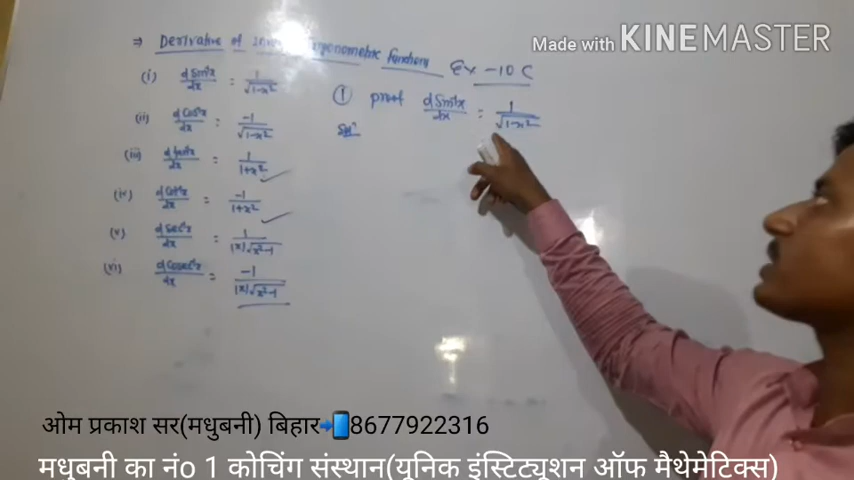 Made with KINEMASTER
⇒ Derivative of Inverse Trigonometric functions
(i) d Sin⁻¹x/dx = 1/√(1-x²)
(ii) d Cos⁻¹x/dx = -1/√(1-x²)
(iii) d tan⁻¹x/dx = 1/(1+x²)
(iv) d Cot⁻¹x/dx = -1/(1+x²)
(v) d Sec⁻¹x/dx = 1/(|x|√(x²-1))
(vi) d Cosec⁻¹x/dx = -1/(|x|√(x²-1))
Ex - 10 C
① proof d Sin⁻¹x/dx = 1/√(1-x²)
Solⁿ
ओम प्रकाश सर(मधुबनी) बिहार➔📱8677922316
मधुबनी का नंo 1 कोचिंग संस्थान(यूनिक इंस्टिट्यूशन ऑफ मैथेमेटिक्स)